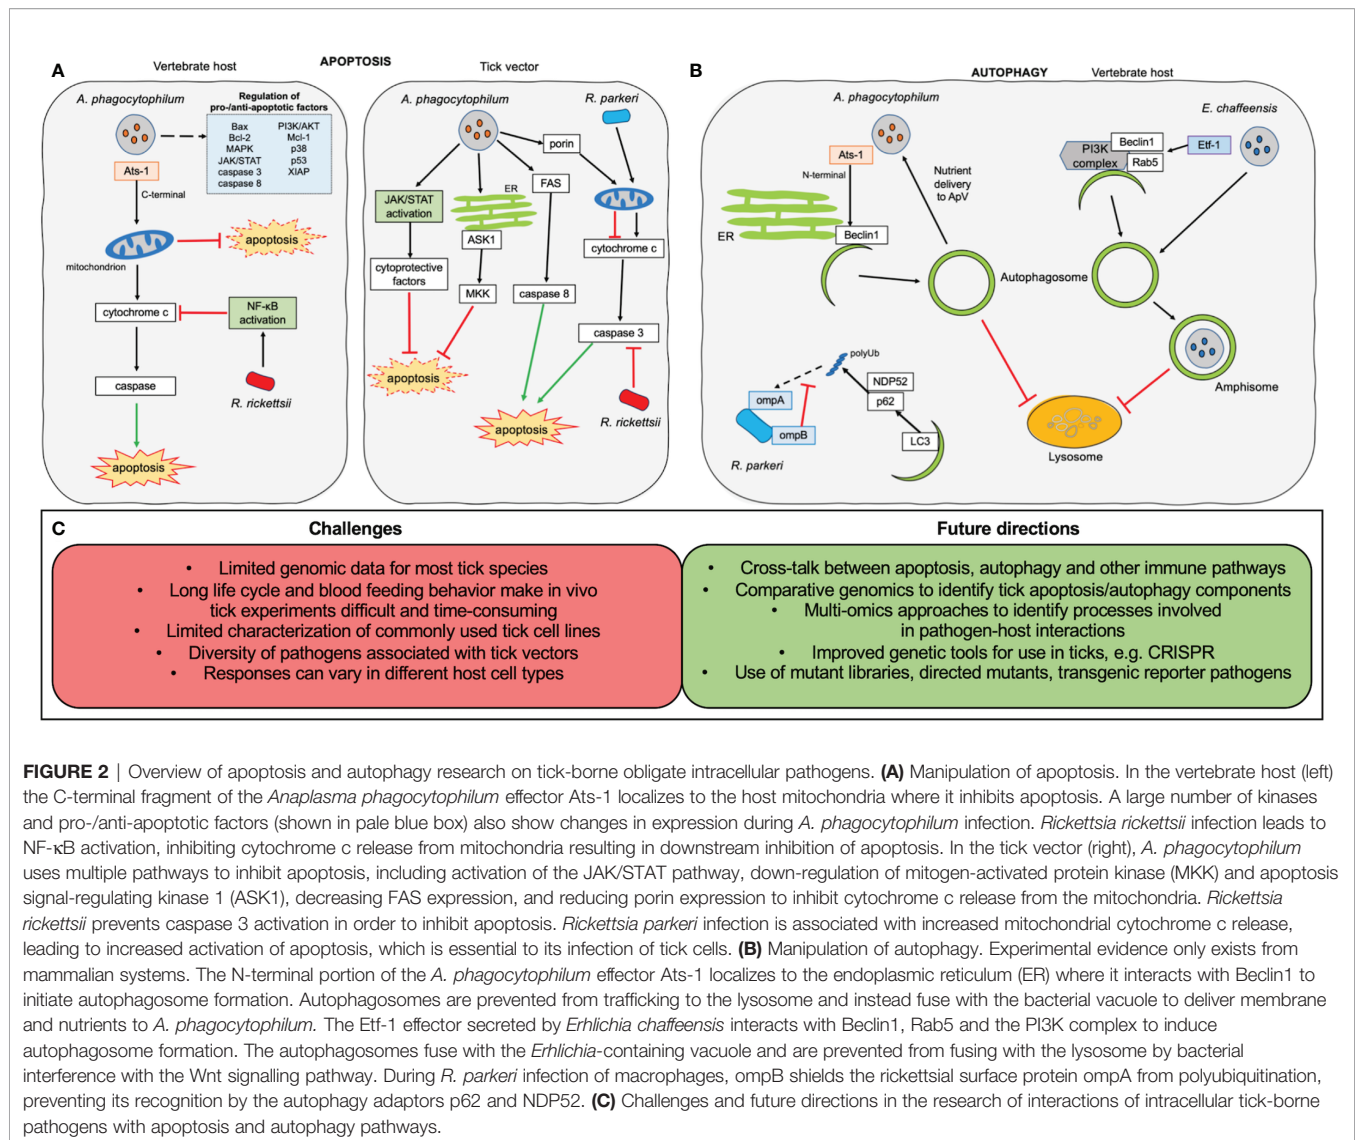 A
Vertebrate host
APOPTOSIS
Tick vector
A. phagocytophilum
Regulation of
pro-/anti-apoptotic factors
Bax
Bcl-2
MAPK
JAK/STAT
caspase 3
caspase 8
PI3K/AKT
Mcl-1
p38
p53
XIAP
Ats-1
C-terminal
mitochondrion
apoptosis
cytochrome c
NF-κB
activation
caspase
R. rickettsii
apoptosis
A. phagocytophilum
R. parkeri
porin
FAS
ER
JAK/STAT
activation
ASK1
cytochrome c
cytoprotective
factors
MKK
caspase 8
caspase 3
apoptosis
apoptosis
R. rickettsii
B
AUTOPHAGY
Vertebrate host
A. phagocytophilum
E. chaffeensis
Ats-1
N-terminal
Nutrient
delivery
to ApV
PI3K
complex
Beclin1
Rab5
Etf-1
ER
Beclin1
Autophagosome
polyUb
NDP52
p62
LC3
ompA
ompB
R. parkeri
Amphisome
Lysosome
C
Challenges
• Limited genomic data for most tick species
• Long life cycle and blood feeding behavior make in vivo
tick experiments difficult and time-consuming
• Limited characterization of commonly used tick cell lines
• Diversity of pathogens associated with tick vectors
• Responses can vary in different host cell types
Future directions
• Cross-talk between apoptosis, autophagy and other immune pathways
• Comparative genomics to identify tick apoptosis/autophagy components
• Multi-omics approaches to identify processes involved
in pathogen-host interactions
• Improved genetic tools for use in ticks, e.g. CRISPR
• Use of mutant libraries, directed mutants, transgenic reporter pathogens
FIGURE 2 | Overview of apoptosis and autophagy research on tick-borne obligate intracellular pathogens. (A) Manipulation of apoptosis. In the vertebrate host (left)
the C-terminal fragment of the Anaplasma phagocytophilum effector Ats-1 localizes to the host mitochondria where it inhibits apoptosis. A large number of kinases
and pro-/anti-apoptotic factors (shown in pale blue box) also show changes in expression during A. phagocytophilum infection. Rickettsia rickettsii infection leads to
NF-κB activation, inhibiting cytochrome c release from mitochondria resulting in downstream inhibition of apoptosis. In the tick vector (right), A. phagocytophilum
uses multiple pathways to inhibit apoptosis, including activation of the JAK/STAT pathway, down-regulation of mitogen-activated protein kinase (MKK) and apoptosis
signal-regulating kinase 1 (ASK1), decreasing FAS expression, and reducing porin expression to inhibit cytochrome c release from the mitochondria. Rickettsia
rickettsii prevents caspase 3 activation in order to inhibit apoptosis. Rickettsia parkeri infection is associated with increased mitochondrial cytochrome c release,
leading to increased activation of apoptosis, which is essential to its infection of tick cells. (B) Manipulation of autophagy. Experimental evidence only exists from
mammalian systems. The N-terminal portion of the A. phagocytophilum effector Ats-1 localizes to the endoplasmic reticulum (ER) where it interacts with Beclin1 to
initiate autophagosome formation. Autophagosomes are prevented from trafficking to the lysosome and instead fuse with the bacterial vacuole to deliver membrane
and nutrients to A. phagocytophilum. The Etf-1 effector secreted by Erhlichia chaffeensis interacts with Beclin1, Rab5 and the PI3K complex to induce
autophagosome formation. The autophagosomes fuse with the Erhlichia-containing vacuole and are prevented from fusing with the lysosome by bacterial
interference with the Wnt signalling pathway. During R. parkeri infection of macrophages, ompB shields the rickettsial surface protein ompA from polyubiquitination,
preventing its recognition by the autophagy adaptors p62 and NDP52. (C) Challenges and future directions in the research of interactions of intracellular tick-borne
pathogens with apoptosis and autophagy pathways.